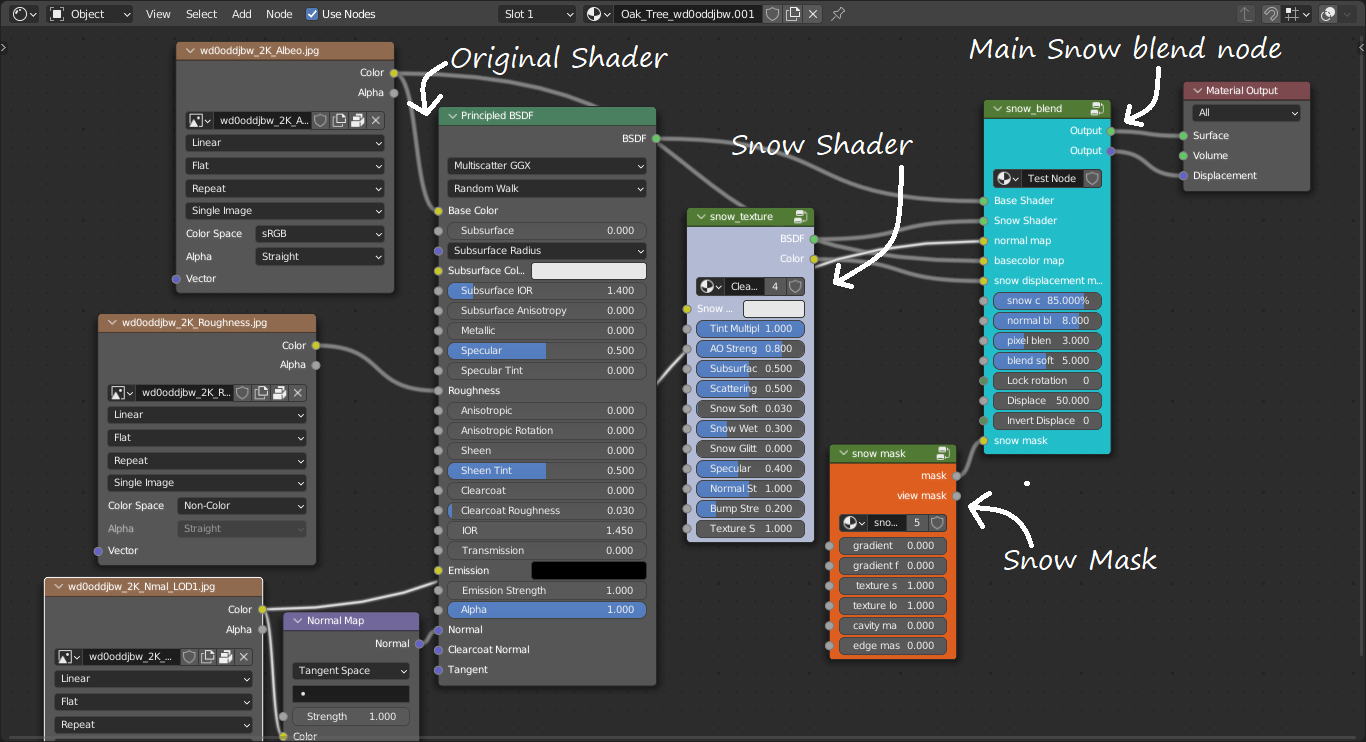 Object View Select Add Node Use Nodes Slot 1 Oak_Tree_wd0oddjbw.001
Original Shader
Main Snow blend node
Snow Shader
Snow Mask
wd0oddjbw_2K_Albeo.jpg
Color
Alpha
wd0oddjbw_2K_A...
Linear
Flat
Repeat
Single Image
Color Space sRGB
Alpha Straight
Vector
wd0oddjbw_2K_Roughness.jpg
Color
Alpha
wd0oddjbw_2K_R...
Linear
Flat
Repeat
Single Image
Color Space Non-Color
Alpha Straight
Vector
wd0oddjbw_2K_Nmal_LOD1.jpg
Color
Alpha
wd0oddjbw_2K_...
Linear
Flat
Repeat
Normal Map
Normal
Tangent Space
Strength 1.000
Color
Principled BSDF
BSDF
Multiscatter GGX
Random Walk
Base Color
Subsurface 0.000
Subsurface Radius
Subsurface Col...
Subsurface IOR 1.400
Subsurface Anisotropy 0.000
Metallic 0.000
Specular 0.500
Specular Tint 0.000
Roughness
Anisotropic 0.000
Anisotropic Rotation 0.000
Sheen 0.000
Sheen Tint 0.500
Clearcoat 0.000
Clearcoat Roughness 0.030
IOR 1.450
Transmission 0.000
Emission
Emission Strength 1.000
Alpha 1.000
Normal
Clearcoat Normal
Tangent
snow_texture
BSDF
Color
Clea... 4
Snow ...
Tint Multipl 1.000
AO Streng 0.800
Subsurfac 0.500
Scattering 0.500
Snow Soft 0.030
Snow Wet 0.300
Snow Glitt 0.000
Specular 0.400
Normal St 1.000
Bump Stre 0.200
Texture S 1.000
snow mask
mask
view mask
sno... 5
gradient 0.000
gradient f 0.000
texture s 1.000
texture lo 1.000
cavity ma 0.000
edge mas 0.000
snow_blend
Output
Output
Test Node
Base Shader
Snow Shader
normal map
basecolor map
snow displacement m...
snow c 85.000%
normal bl 8.000
pixel blen 3.000
blend soft 5.000
Lock rotation 0
Displace 50.000
Invert Displace 0
snow mask
Material Output
All
Surface
Volume
Displacement